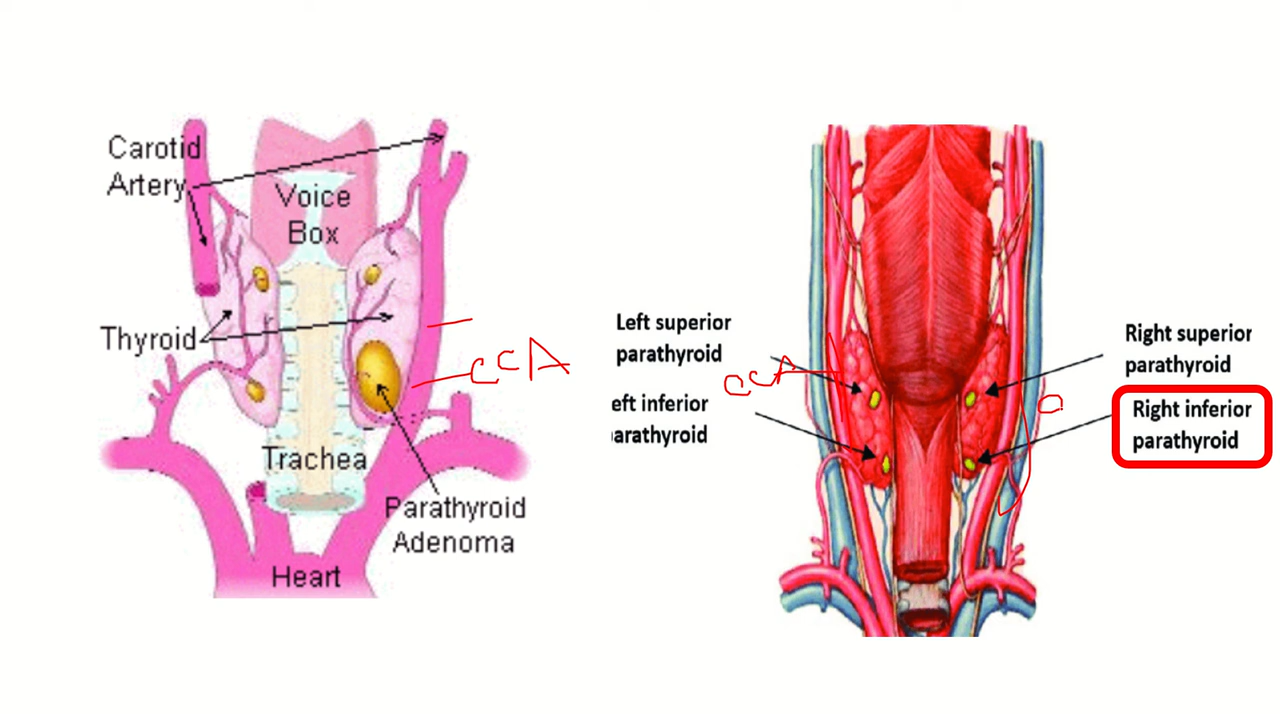 Carotid
Artery
Voice
Box
Thyroid
CCA
Trachea
Parathyroid
Adenoma
Heart
Left superior
parathyroid
CCA
eft inferior
arathyroid
Right superior
parathyroid
Right inferior
parathyroid